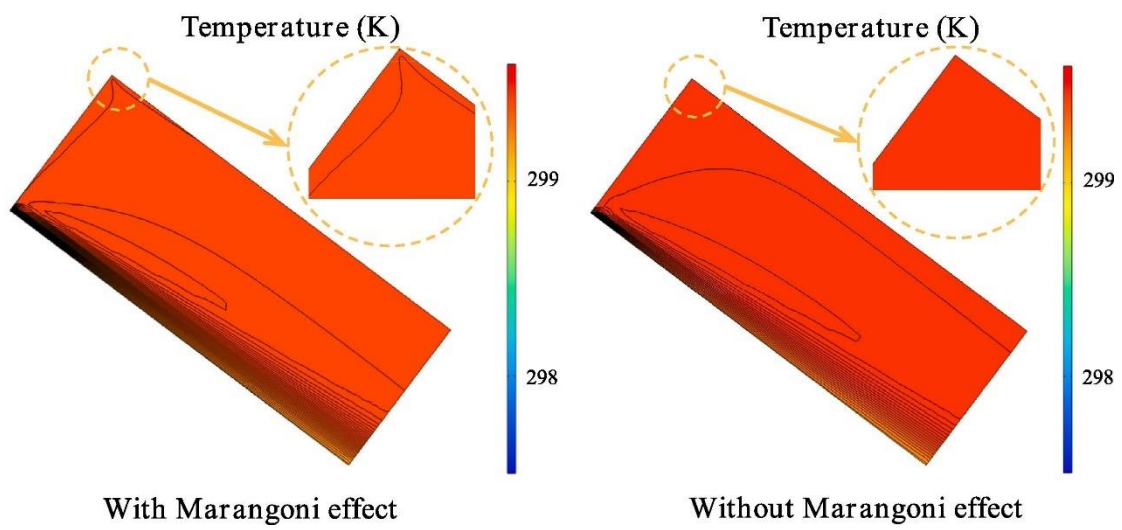 Temperature (K)
299
298
With Marangoni effect
Temperature (K)
299
298
Without Marangoni effect